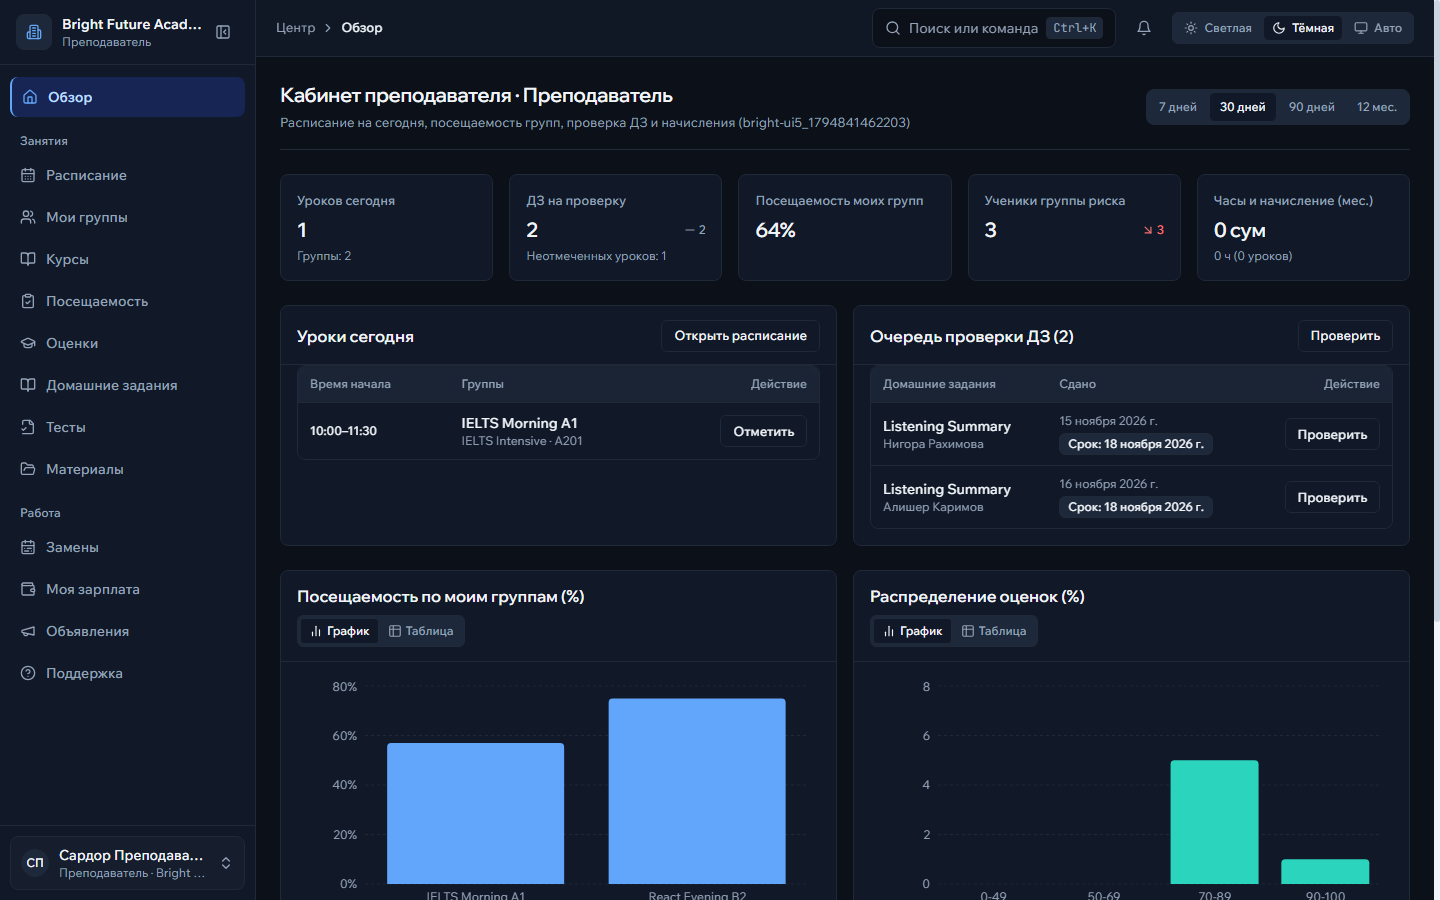 Bright Future Acad...
Преподаватель
Обзор
Занятия
Расписание
Мои группы
Курсы
Посещаемость
Оценки
Домашние задания
Тесты
Материалы
Работа
Замены
Моя зарплата
Объявления
Поддержка
СП
Сардор Преподава...
Преподаватель · Bright ...
Центр > Обзор
Поиск или команда Ctrl+K
Светлая Тёмная Авто
Кабинет преподавателя · Преподаватель
Расписание на сегодня, посещаемость групп, проверка ДЗ и начисления (bright-ui5_1794841462203)
7 дней 30 дней 90 дней 12 мес.
Уроков сегодня
1
Группы: 2
ДЗ на проверку
2
— 2
Неотмеченных уроков: 1
Посещаемость моих групп
64%
Ученики группы риска
3
↘ 3
Часы и начисление (мес.)
0 сум
0 ч (0 уроков)
Уроки сегодня
Открыть расписание
Время начала Группы Действие
10:00–11:30
IELTS Morning A1
IELTS Intensive · A201
Отметить
Очередь проверки ДЗ (2)
Проверить
Домашние задания Сдано Действие
Listening Summary
Нигора Рахимова
15 ноября 2026 г.
Срок: 18 ноября 2026 г.
Проверить
Listening Summary
Алишер Каримов
16 ноября 2026 г.
Срок: 18 ноября 2026 г.
Проверить
Посещаемость по моим группам (%)
График Таблица
80%
60%
40%
20%
0%
IELTS Morning A1 React Evening B2
Распределение оценок (%)
График Таблица
8
6
4
2
0
0-49 50-69 70-89 90-100